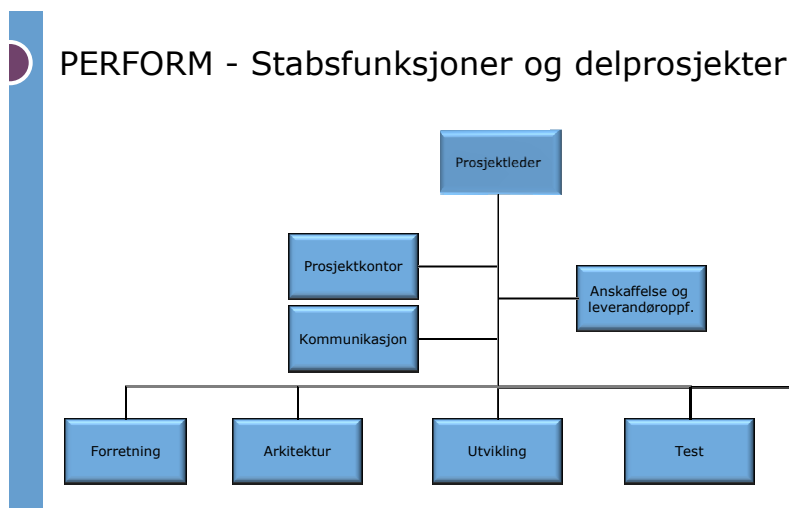 PERFORM - Stabsfunksjoner og delprosjekter
Prosjektleder
Prosjektkontor
Anskaffelse og
leverandøroppf.
Kommunikasjon
Forretning
Arkitektur
Utvikling
Test